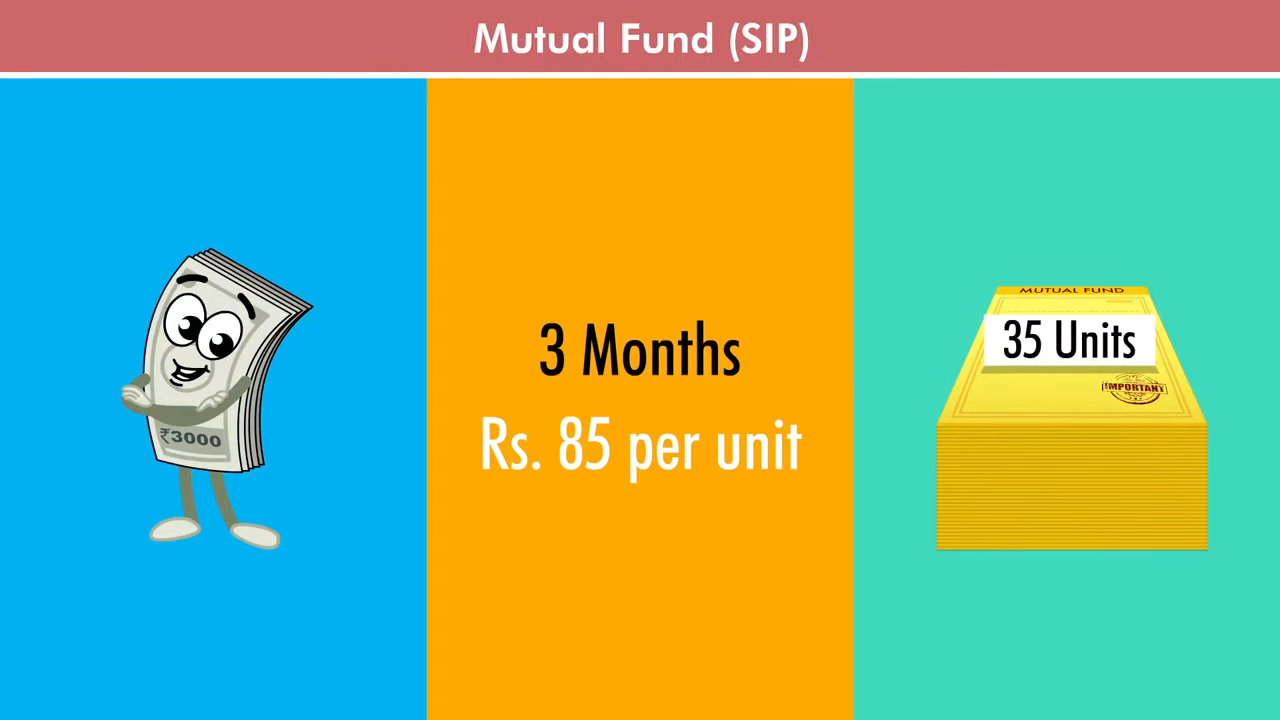 Mutual Fund (SIP)
₹3000
3 Months
Rs. 85 per unit
MUTUAL FUND
35 Units
IMPORTANT